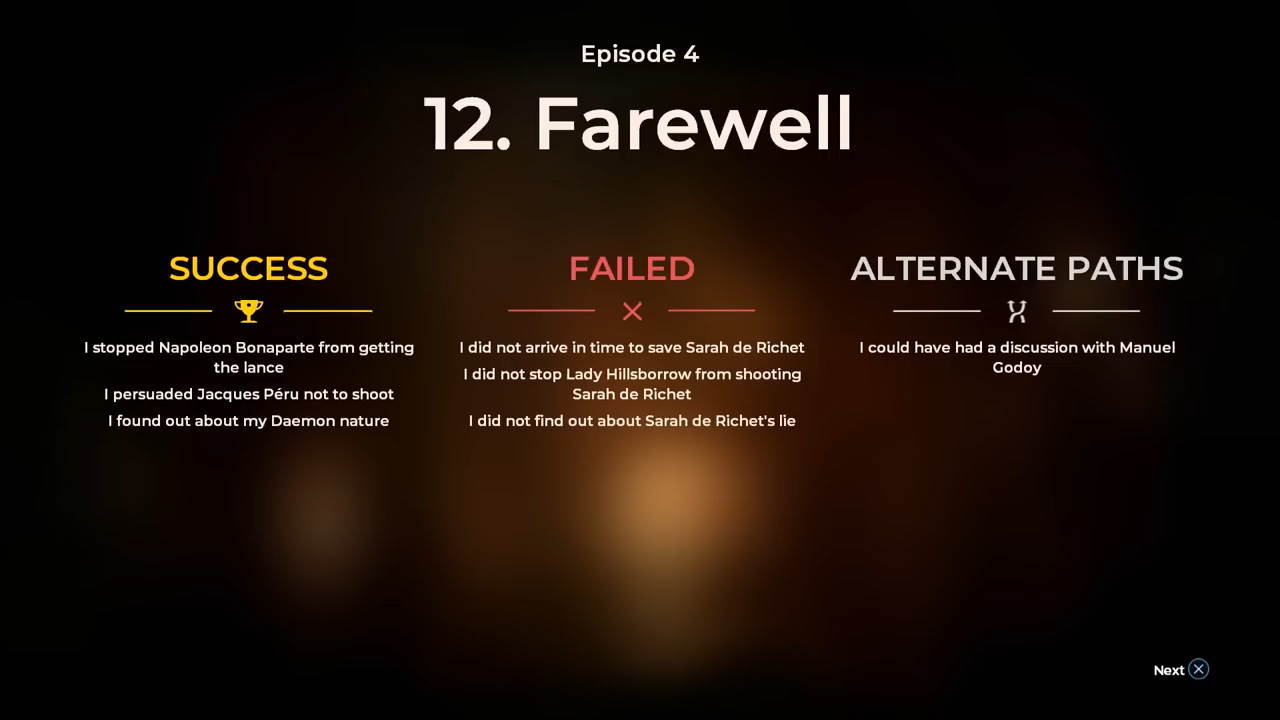 Episode 4
12. Farewell
SUCCESS
I stopped Napoleon Bonaparte from getting
the lance
I persuaded Jacques Péru not to shoot
I found out about my Daemon nature
FAILED
I did not arrive in time to save Sarah de Richet
I did not stop Lady Hillsborrow from shooting
Sarah de Richet
I did not find out about Sarah de Richet's lie
ALTERNATE PATHS
I could have had a discussion with Manuel
Godoy
Next